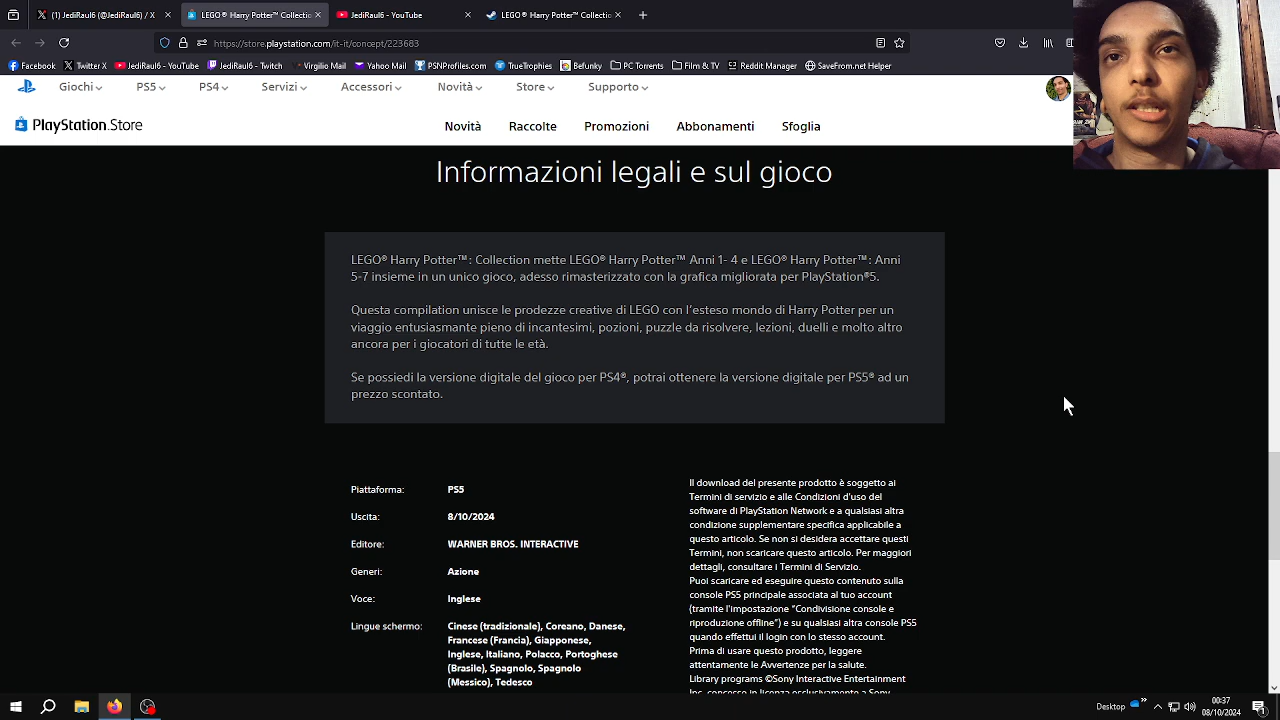 JediRaul (@JediRaul6) / X
LEGO® Harry Potter™ Collectic
JediRaul6 - YouTube
LEGO® Harry Potter™: Collecti
https://store.playstation.com/it-it/concept/223683
Facebook
Twitter X
JediRaul6 - YouTube
JediRaul6 - Twitch
Virgilio Mail
Yahoo Mail
PSNProfiles.com
TrueTrophies
Befunky
PC Torrents
Film & TV
Reddit Manager
SaveFrom.net Helper
Giochi
PS5
PS4
Servizi
Accessori
Novità
Store
Supporto
PlayStation.Store
Novità
Raccolte
Promozioni
Abbonamenti
Sfoglia
Informazioni legali e sul gioco
LEGO® Harry Potter™: Collection mette LEGO® Harry Potter™ Anni 1- 4 e LEGO® Harry Potter™: Anni
5-7 insieme in un unico gioco, adesso rimasterizzato con la grafica migliorata per PlayStation®5.
Questa compilation unisce le prodezze creative di LEGO con l'esteso mondo di Harry Potter per un
viaggio entusiasmante pieno di incantesimi, pozioni, puzzle da risolvere, lezioni, duelli e molto altro
ancora per i giocatori di tutte le età.
Se possiedi la versione digitale del gioco per PS4®, potrai ottenere la versione digitale per PS5® ad un
prezzo scontato.
Piattaforma: PS5
Uscita: 8/10/2024
Editore: WARNER BROS. INTERACTIVE
Generi: Azione
Voce: Inglese
Lingue schermo: Cinese (tradizionale), Coreano, Danese,
Francese (Francia), Giapponese,
Inglese, Italiano, Polacco, Portoghese
(Brasile), Spagnolo, Spagnolo
(Messico), Tedesco
Il download del presente prodotto è soggetto ai
Termini di servizio e alle Condizioni d'uso del
software di PlayStation Network e a qualsiasi altra
condizione supplementare specifica applicabile a
questo articolo. Se non si desidera accettare questi
Termini, non scaricare questo articolo. Per maggiori
dettagli, consultare i Termini di Servizio.
Puoi scaricare ed eseguire questo contenuto sulla
console PS5 principale associata al tuo account
(tramite l'impostazione "Condivisione console e
riproduzione offline") e su qualsiasi altra console PS5
quando effettui il login con lo stesso account.
Prima di usare questo prodotto, leggere
attentamente le Avvertenze per la salute.
Library programs ©Sony Interactive Entertainment
Inc. concesso in licenza esclusivamente a Sony
Desktop
00:37
08/10/2024
1